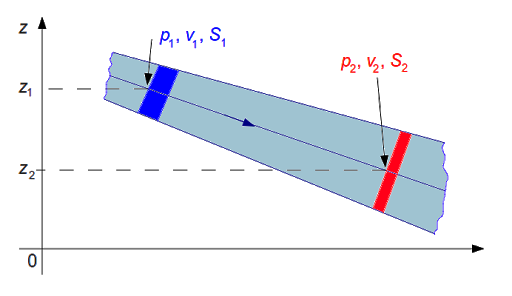 z
p₁, v₁, S₁
p₂, v₂, S₂
z₁
z₂
0